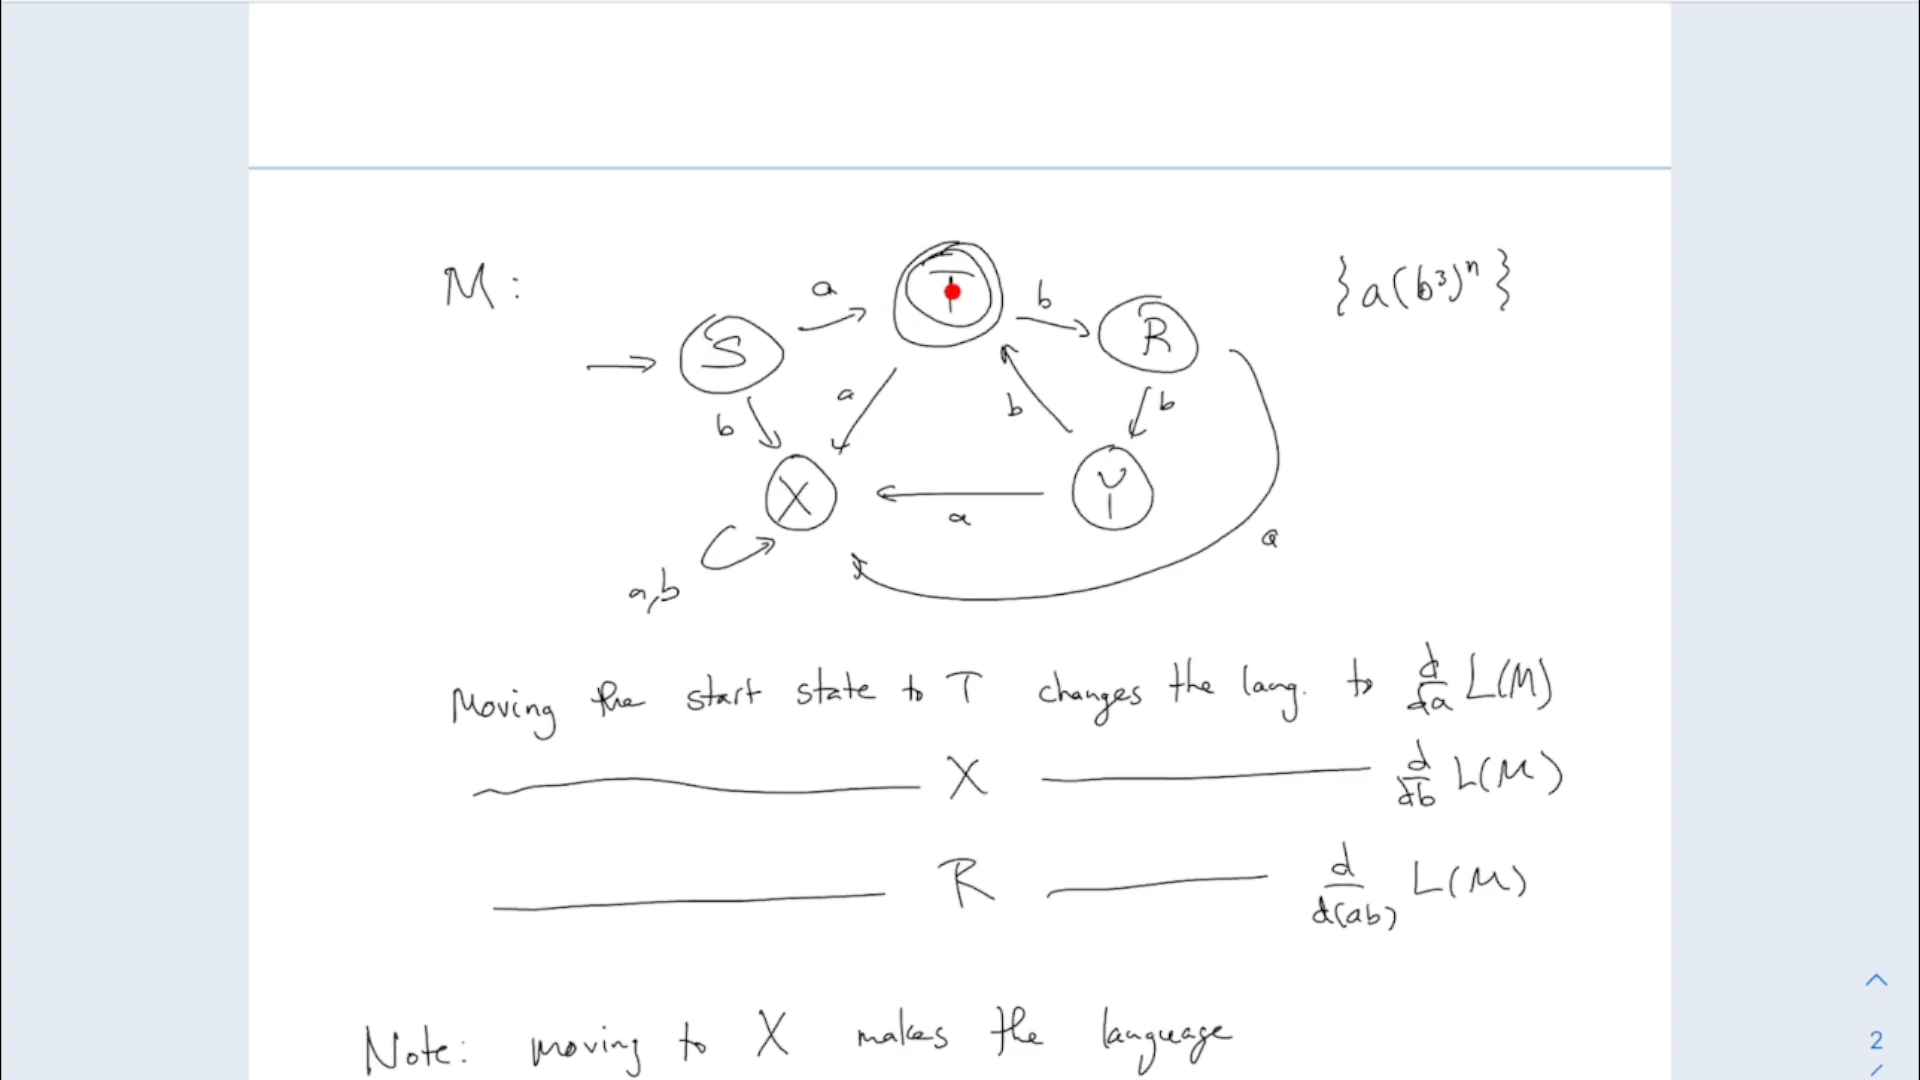 M:
{a(b³)ⁿ}
a
T
b
S
R
a
b
b
b
X
Y
a
a
a,b
Moving the start state to T changes the lang. to d/da L(M)
X d/db L(M)
R d/d(ab) L(M)
Note: moving to X makes the language
2